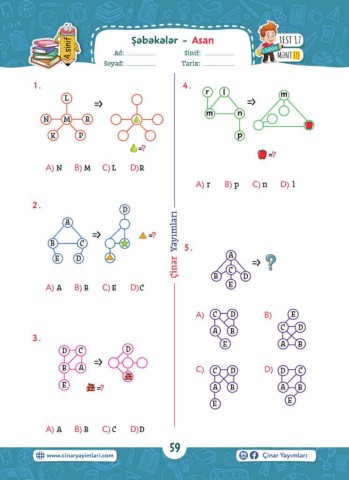 4.sinif
Şəbəkələr - Asan
Ad: Sinif:
Soyad: Tarix:
TEST 17
MƏNTİQ
1.
L
N M R
K D
=>
=?
A) N B) M C) L D) R
2.
A
B C
E D
=>
D
=?
A) A B) B C) E D) C
3.
D C
B A
E
=>
D
=?
A) A B) B C) C D) D
4.
r l
m n
p
=>
m
=?
A) r B) p C) n D) l
5.
A
C
B D
E
=> ?
A) C D
B) E
A B
C D
E
A B
C) C D
D) D C
A B
A B
E
E
Çinar Yayımları
59
www.cinaryayimlari.com
Çinar Yayımları